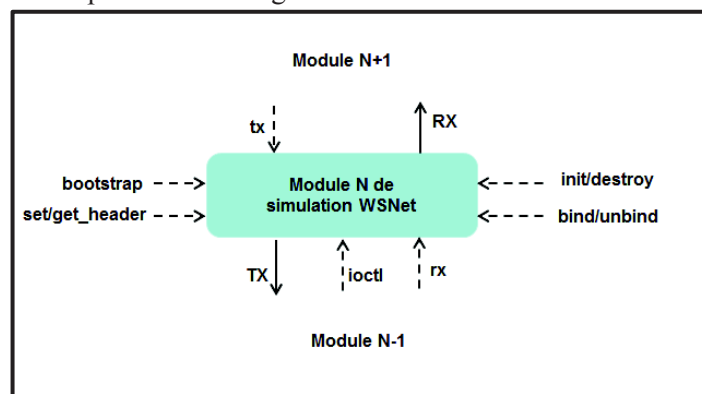 Module N+1
tx
RX
bootstrap
Module N de
simulation WSNet
init/destroy
set/get_header
bind/unbind
TX
ioctl
rx
Module N-1